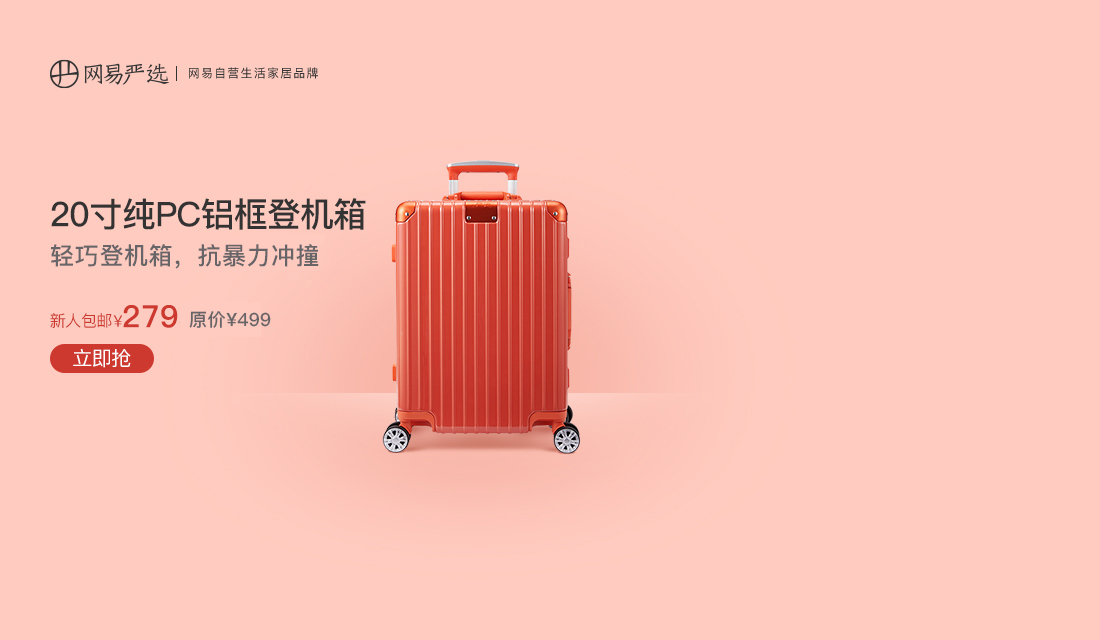 网易严选 | 网易自营生活家居品牌
20寸纯PC铝框登机箱
轻巧登机箱，抗暴力冲撞
新人包邮¥279 原价¥499
立即抢